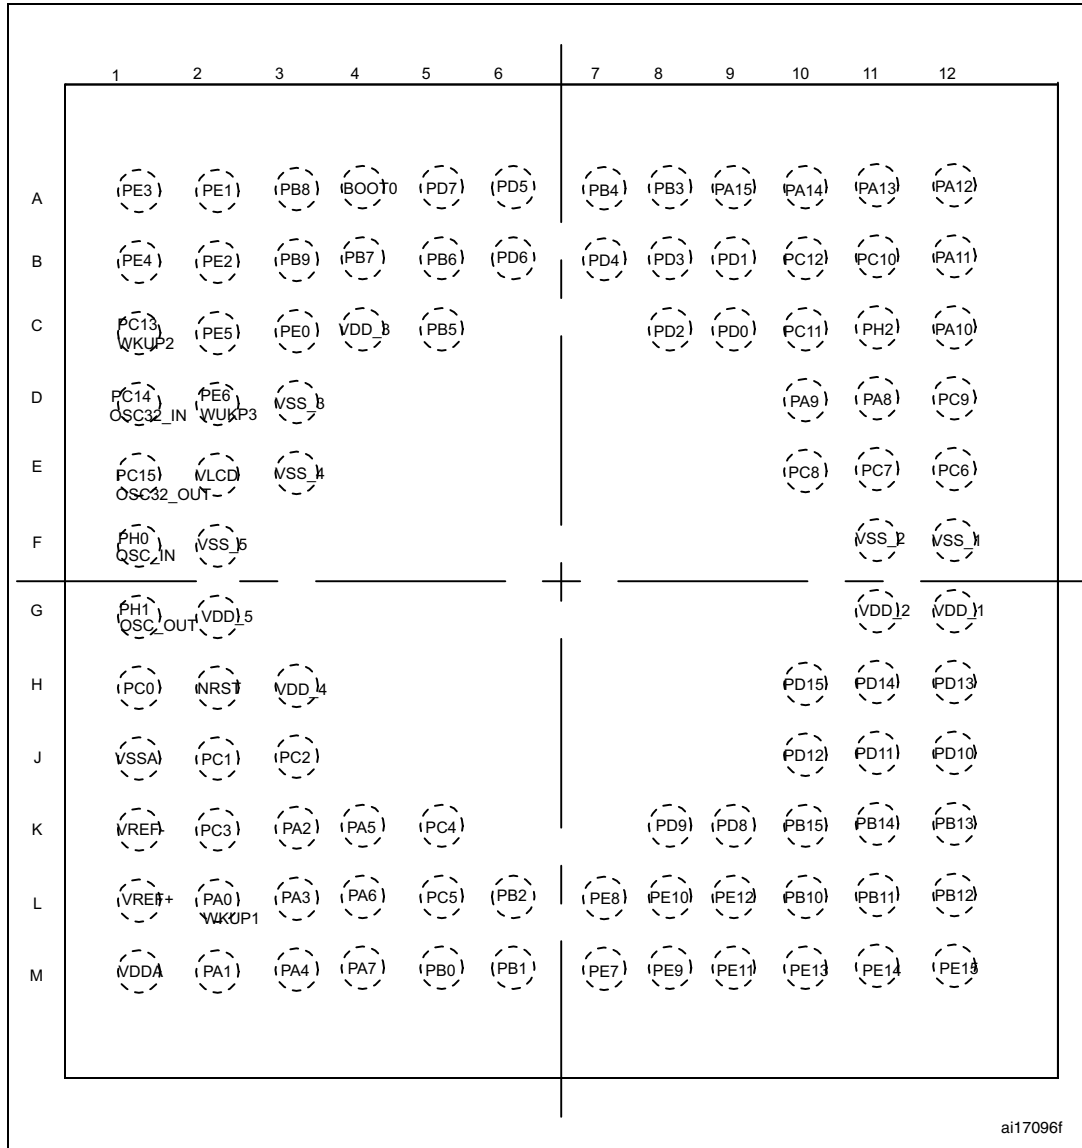 1 2 3 4 5 6 7 8 9 10 11 12
A PE3 PE1 PB8 BOOT0 PD7 PD5 PB4 PB3 PA15 PA14 PA13 PA12
B PE4 PE2 PB9 PB7 PB6 PD6 PD4 PD3 PD1 PC12 PC10 PA11
C PC13 PE5 PE0 VDD_3 PB5 PD2 PD0 PC11 PH2 PA10
WKUP2
D PC14 PE6 VSS_3 PA9 PA8 PC9
OSC32_IN WUKP3
E PC15 VLCD VSS_4 PC8 PC7 PC6
OSC32_OUT
F PH0 VSS_5 VSS_2 VSS_1
OSC_IN
G PH1 VDD_5 VDD_2 VDD_1
OSC_OUT
H PC0 NRST VDD_4 PD15 PD14 PD13
J VSSA PC1 PC2 PD12 PD11 PD10
K VREF- PC3 PA2 PA5 PC4 PD9 PD8 PB15 PB14 PB13
L VREF+ PA0 PA3 PA6 PC5 PB2 PE8 PE10 PE12 PB10 PB11 PB12
WKUP1
M VDDA PA1 PA4 PA7 PB0 PB1 PE7 PE9 PE11 PE13 PE14 PE15
ai17096f